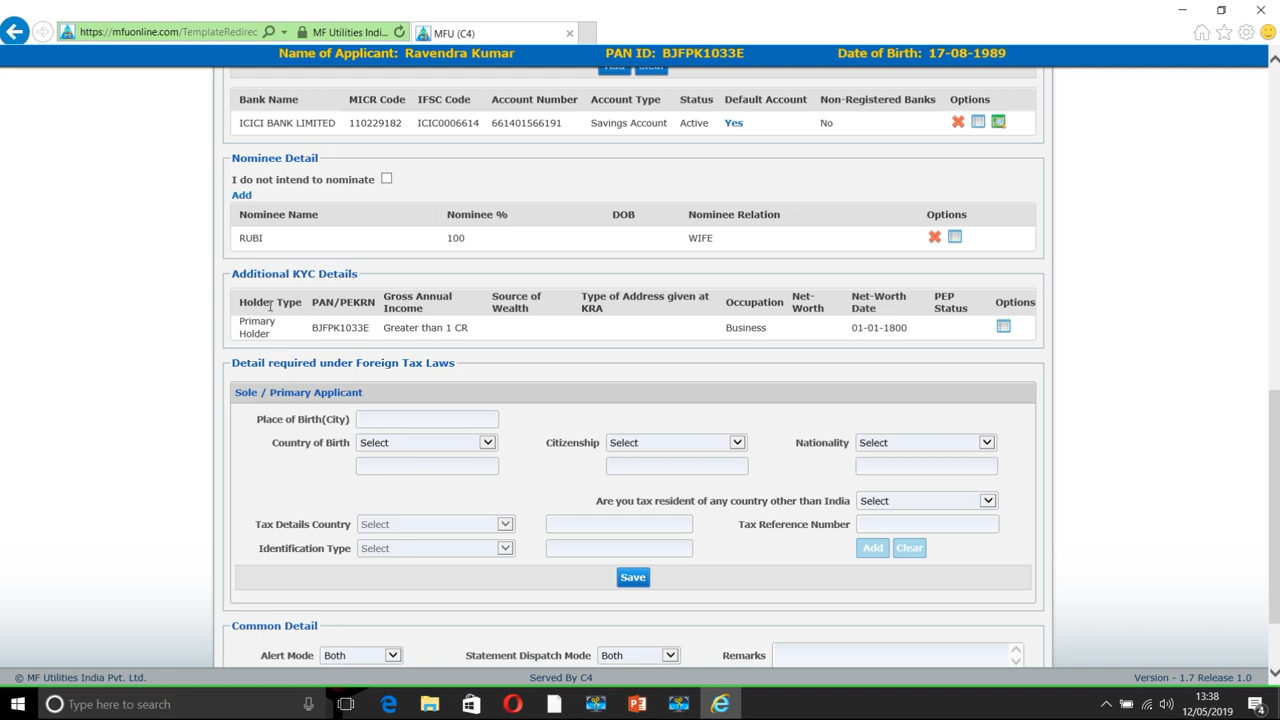 https://mfuonline.com/TemplateRedirec
MF Utilities Indi...
MFU (C4)
Name of Applicant: Ravendra Kumar PAN ID: BJFPK1033E Date of Birth: 17-08-1989
Add Clear
Bank Name MICR Code IFSC Code Account Number Account Type Status Default Account Non-Registered Banks Options
ICICI BANK LIMITED 110229182 ICIC0006614 661401566191 Savings Account Active Yes No
Nominee Detail
I do not intend to nominate
Add
Nominee Name Nominee % DOB Nominee Relation Options
RUBI 100 WIFE
Additional KYC Details
Holder Type PAN/PEKRN Gross Annual Income Source of Wealth Type of Address given at KRA Occupation Net-Worth Net-Worth Date PEP Status Options
Primary Holder BJFPK1033E Greater than 1 CR Business 01-01-1800
Detail required under Foreign Tax Laws
Sole / Primary Applicant
Place of Birth(City)
Country of Birth Select Citizenship Select Nationality Select
Are you tax resident of any country other than India Select
Tax Details Country Select Tax Reference Number
Identification Type Select Add Clear
Save
Common Detail
Alert Mode Both Statement Dispatch Mode Both Remarks
© MF Utilities India Pvt. Ltd. Served By C4 Version - 1.7 Release 1.0
Type here to search
13:38
12/05/2019
4